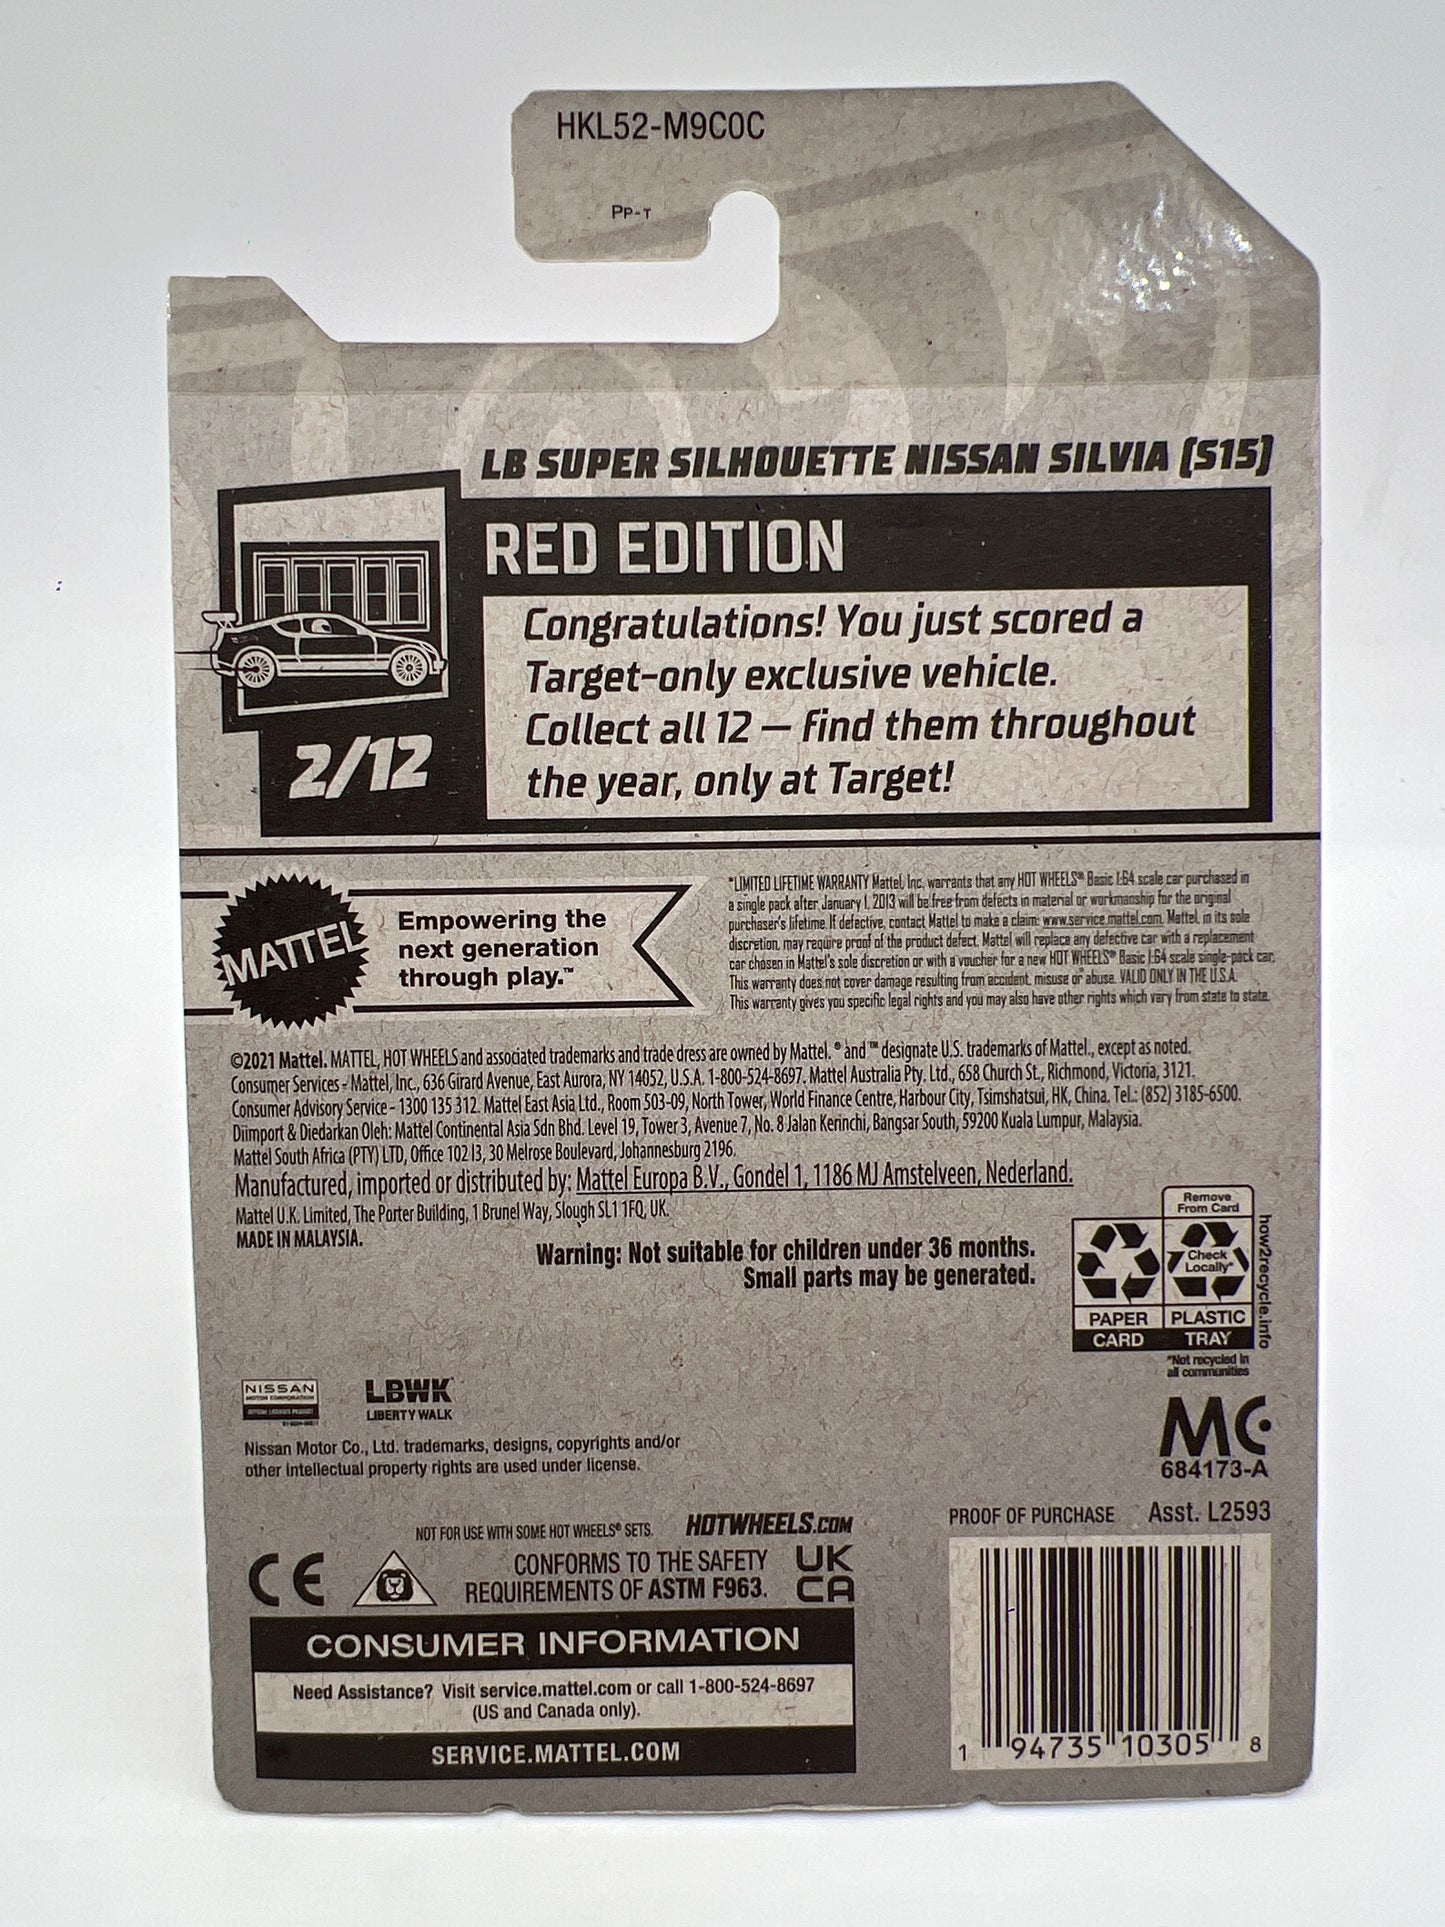 HKL52-M9C0C
PP-T
LB SUPER SILHOUETTE NISSAN SILVIA (S15)
RED EDITION
Congratulations! You just scored a
Target-only exclusive vehicle.
Collect all 12 — find them throughout
the year, only at Target!
2/12
MATTEL
Empowering the
next generation
through play.™
*LIMITED LIFETIME WARRANTY Mattel, Inc. warrants that any HOT WHEELS® Basic 1:64 scale car purchased in
a single pack after January 1, 2013 will be free from defects in material or workmanship for the original
purchaser's lifetime. If defective, contact Mattel to make a claim: www.service.mattel.com. Mattel, in its sole
discretion, may require proof of the product defect. Mattel will replace any defective car with a replacement
car chosen in Mattel's sole discretion or with a voucher for a new HOT WHEELS® Basic 1:64 scale single-pack car.
This warranty does not cover damage resulting from accident, misuse or abuse. VALID ONLY IN THE U.S.A.
This warranty gives you specific legal rights and you may also have other rights which vary from state to state.
©2021 Mattel. MATTEL, HOT WHEELS and associated trademarks and trade dress are owned by Mattel. ® and ™ designate U.S. trademarks of Mattel., except as noted.
Consumer Services - Mattel, Inc., 636 Girard Avenue, East Aurora, NY 14052, U.S.A. 1-800-524-8697. Mattel Australia Pty. Ltd., 658 Church St., Richmond, Victoria, 3121.
Consumer Advisory Service - 1300 135 312. Mattel East Asia Ltd., Room 503-09, North Tower, World Finance Centre, Harbour City, Tsimshatsui, HK, China. Tel.: (852) 3185-6500.
Diimport & Diedarkan Oleh: Mattel Continental Asia Sdn Bhd. Level 19, Tower 3, Avenue 7, No. 8 Jalan Kerinchi, Bangsar South, 59200 Kuala Lumpur, Malaysia.
Mattel South Africa (PTY) LTD, Office 102 I3, 30 Melrose Boulevard, Johannesburg 2196.
Manufactured, imported or distributed by: Mattel Europa B.V., Gondel 1, 1186 MJ Amstelveen, Nederland.
Mattel U.K. Limited, The Porter Building, 1 Brunel Way, Slough SL1 1FQ, UK.
MADE IN MALAYSIA.
Warning: Not suitable for children under 36 months.
Small parts may be generated.
Remove
From Card
Check
Locally*
PAPER PLASTIC
CARD TRAY
how2recycle.info
*Not recycled in
all communities
NISSAN
MOTOR CORPORATION
OFFICIAL LICENSED PRODUCT
LBWK
LIBERTY WALK
Nissan Motor Co., Ltd. trademarks, designs, copyrights and/or
other intellectual property rights are used under license.
MC
684173-A
NOT FOR USE WITH SOME HOT WHEELS® SETS. HOTWHEELS.COM
PROOF OF PURCHASE Asst. L2593
CE
CONFORMS TO THE SAFETY
REQUIREMENTS OF ASTM F963.
UK
CA
CONSUMER INFORMATION
Need Assistance? Visit service.mattel.com or call 1-800-524-8697
(US and Canada only).
SERVICE.MATTEL.COM
1 94735 10305 8